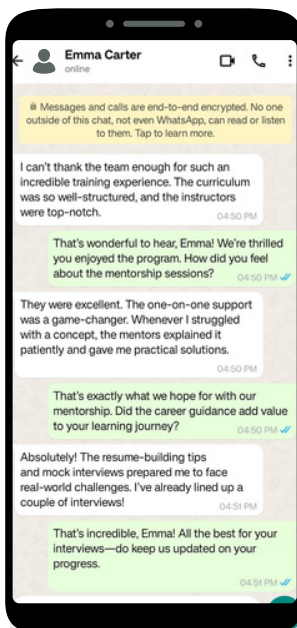 Emma Carter
online
Messages and calls are end-to-end encrypted. No one
outside of this chat, not even WhatsApp, can read or listen
to them. Tap to learn more.
I can't thank the team enough for such an
incredible training experience. The curriculum
was so well-structured, and the instructors
were top-notch.
04:50 PM
That's wonderful to hear, Emma! We're thrilled
you enjoyed the program. How did you feel
about the mentorship sessions?
04:50 PM
They were excellent. The one-on-one support
was a game-changer. Whenever I struggled
with a concept, the mentors explained it
patiently and gave me practical solutions.
04:50 PM
That's exactly what we hope for with our
mentorship. Did the career guidance add value
to your learning journey?
04:50 PM
Absolutely! The resume-building tips
and mock interviews prepared me to face
real-world challenges. I've already lined up a
couple of interviews!
04:51 PM
That's incredible, Emma! All the best for your
interviews—do keep us updated on your
progress.
04:51 PM